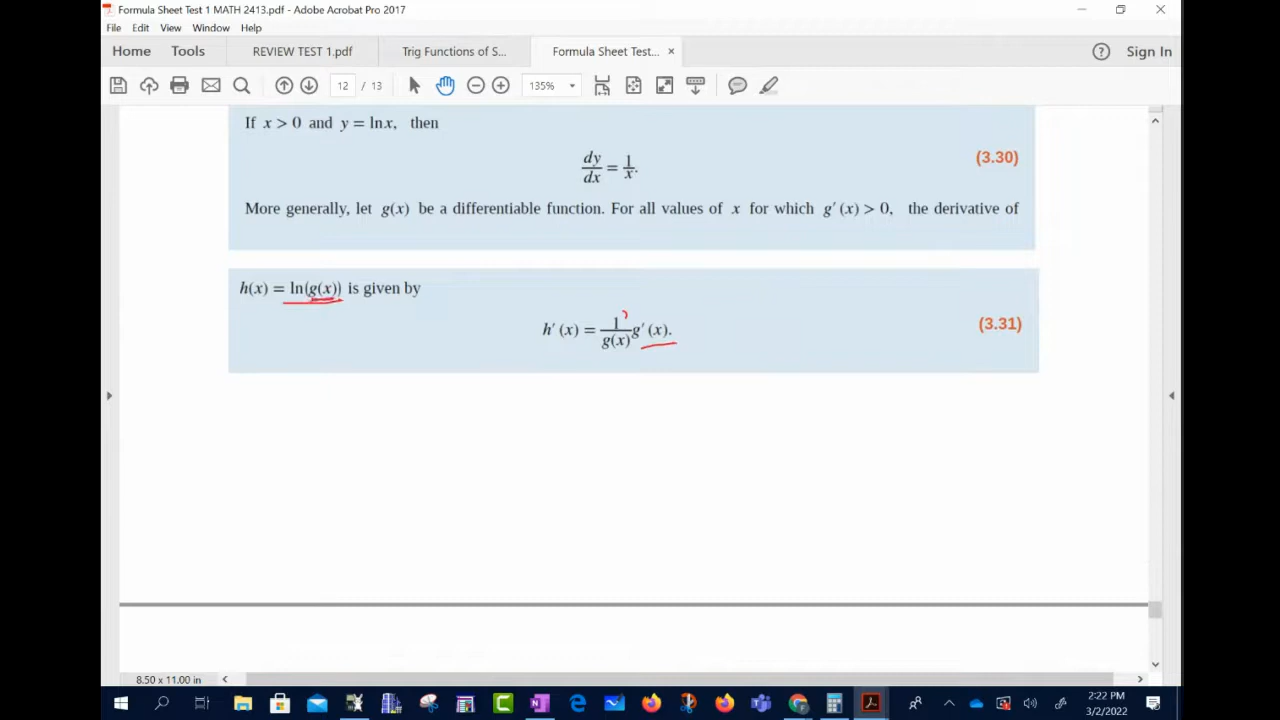 Formula Sheet Test 1 MATH 2413.pdf - Adobe Acrobat Pro 2017
File Edit View Window Help
Home Tools REVIEW TEST 1.pdf Trig Functions of S... Formula Sheet Test... ×
Sign In
12 / 13 135%
If x > 0 and y = ln x, then
dy/dx = 1/x. (3.30)
More generally, let g(x) be a differentiable function. For all values of x for which g′ (x) > 0, the derivative of
h(x) = ln(g(x)) is given by
h′ (x) = 1/g(x) g′ (x). (3.31)
8.50 x 11.00 in
2:22 PM
3/2/2022